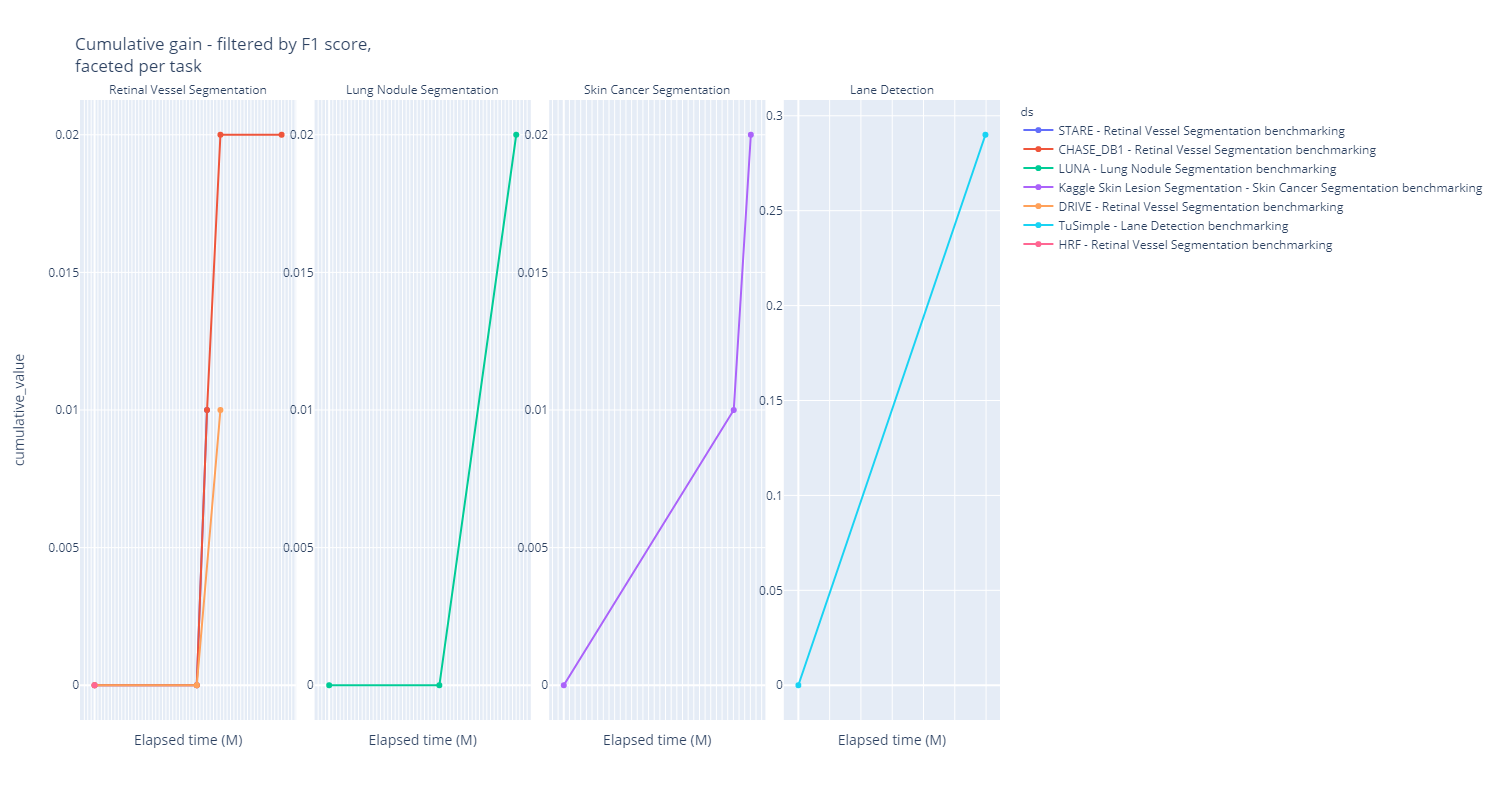 Cumulative gain - filtered by F1 score,
faceted per task
Retinal Vessel Segmentation
Lung Nodule Segmentation
Skin Cancer Segmentation
Lane Detection
cumulative_value
0.02
0.015
0.01
0.005
0
0.02
0.015
0.01
0.005
0
0.02
0.015
0.01
0.005
0
0.3
0.25
0.2
0.15
0.1
0.05
0
Elapsed time (M)
Elapsed time (M)
Elapsed time (M)
Elapsed time (M)
ds
STARE - Retinal Vessel Segmentation benchmarking
CHASE_DB1 - Retinal Vessel Segmentation benchmarking
LUNA - Lung Nodule Segmentation benchmarking
Kaggle Skin Lesion Segmentation - Skin Cancer Segmentation benchmarking
DRIVE - Retinal Vessel Segmentation benchmarking
TuSimple - Lane Detection benchmarking
HRF - Retinal Vessel Segmentation benchmarking